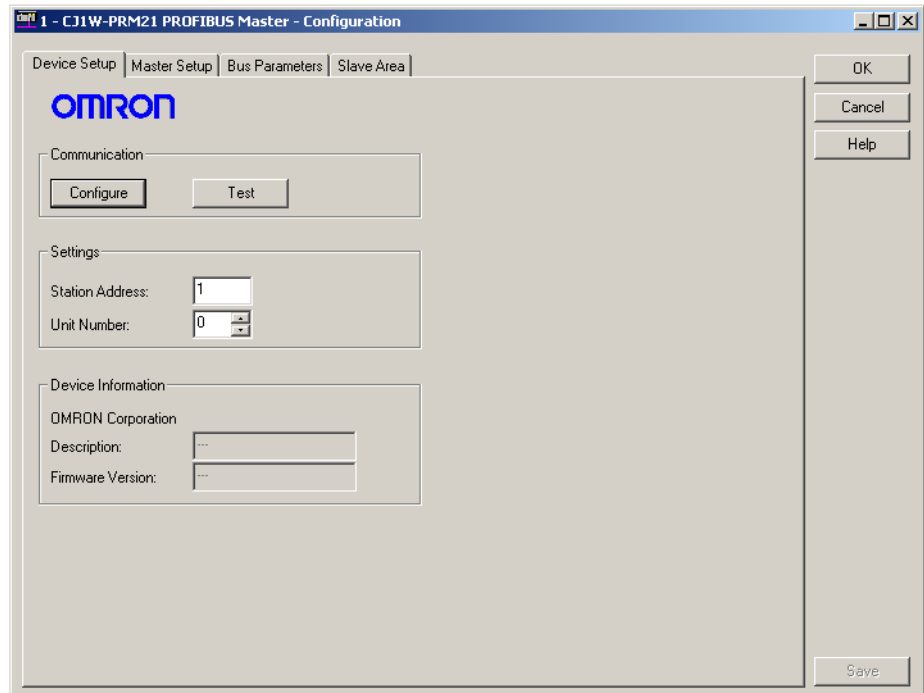 1 - CJ1W-PRM21 PROFIBUS Master - Configuration
Device Setup Master Setup Bus Parameters Slave Area
OK
OMRON
Cancel
Help
Communication
Configure Test
Settings
Station Address: 1
Unit Number: 0
Device Information
OMRON Corporation
Description: ---
Firmware Version: ---
Save